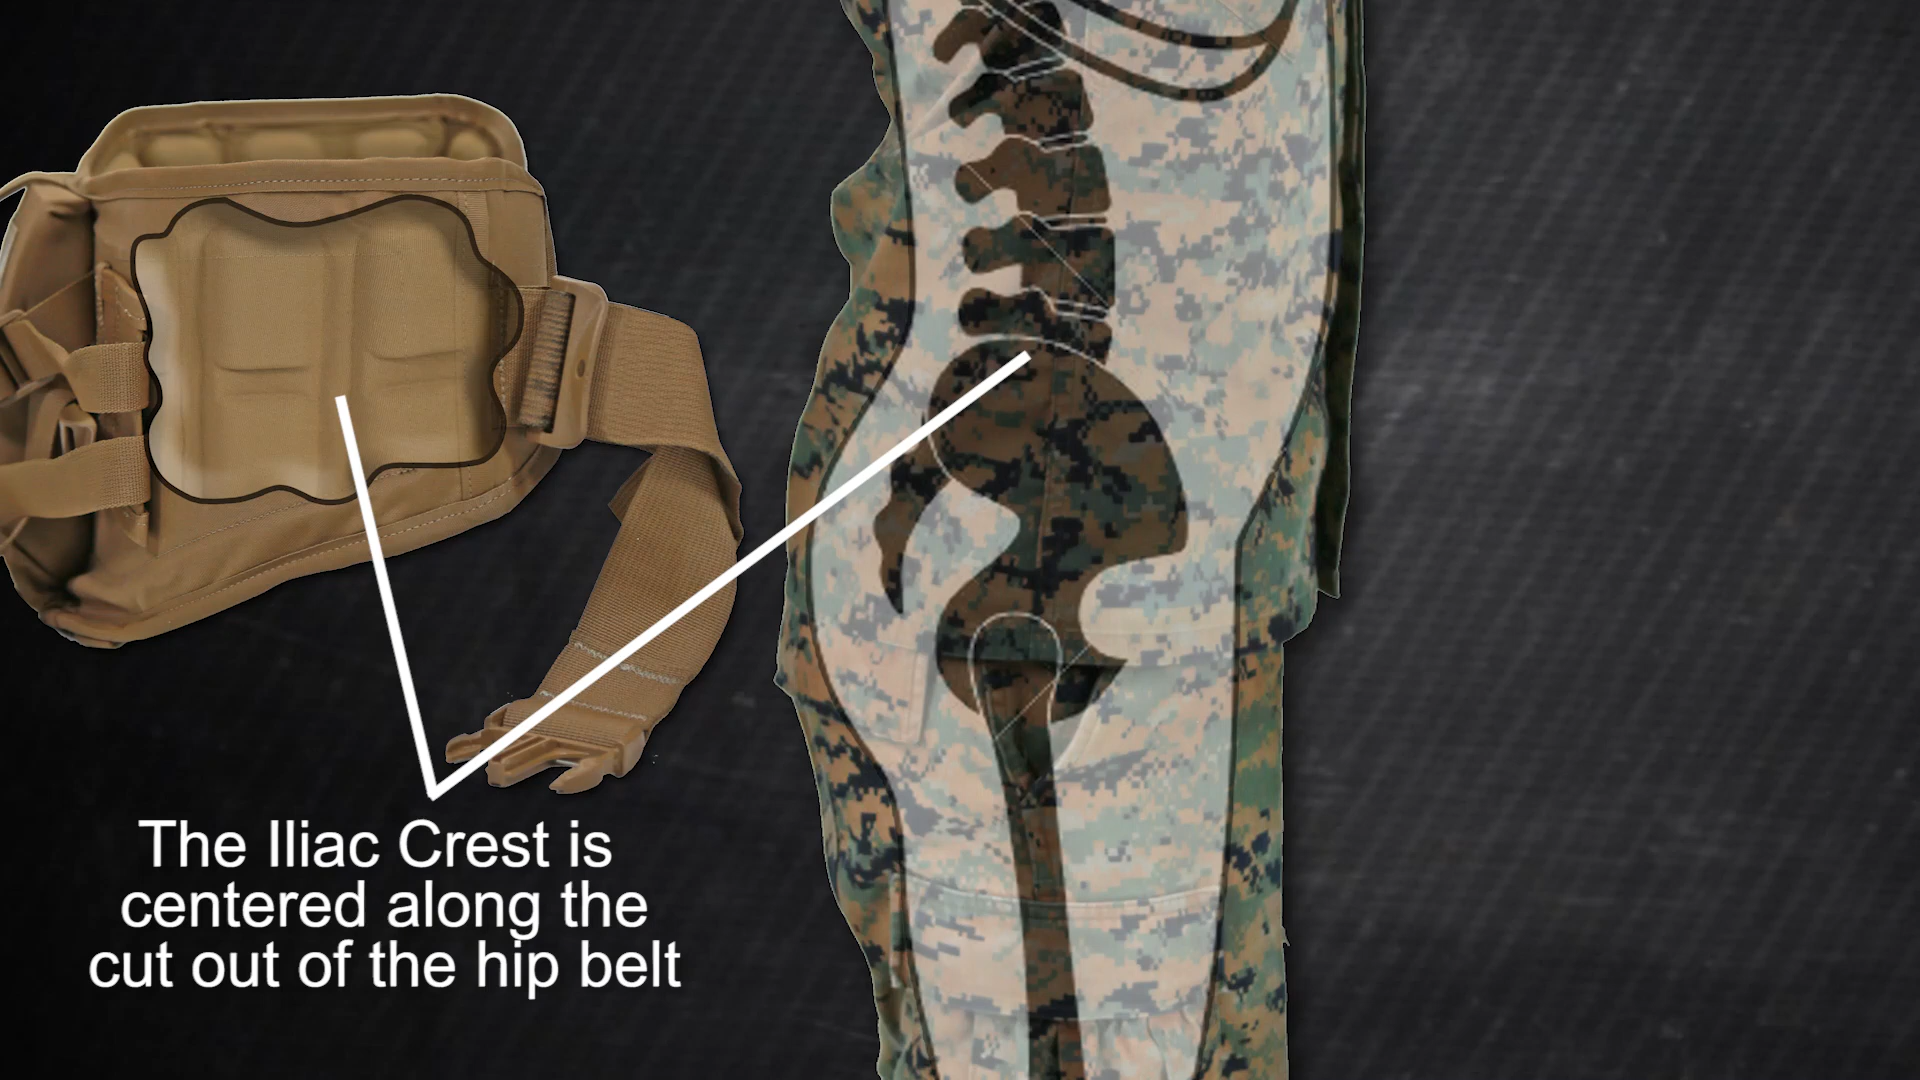 The Iliac Crest is
centered along the
cut out of the hip belt